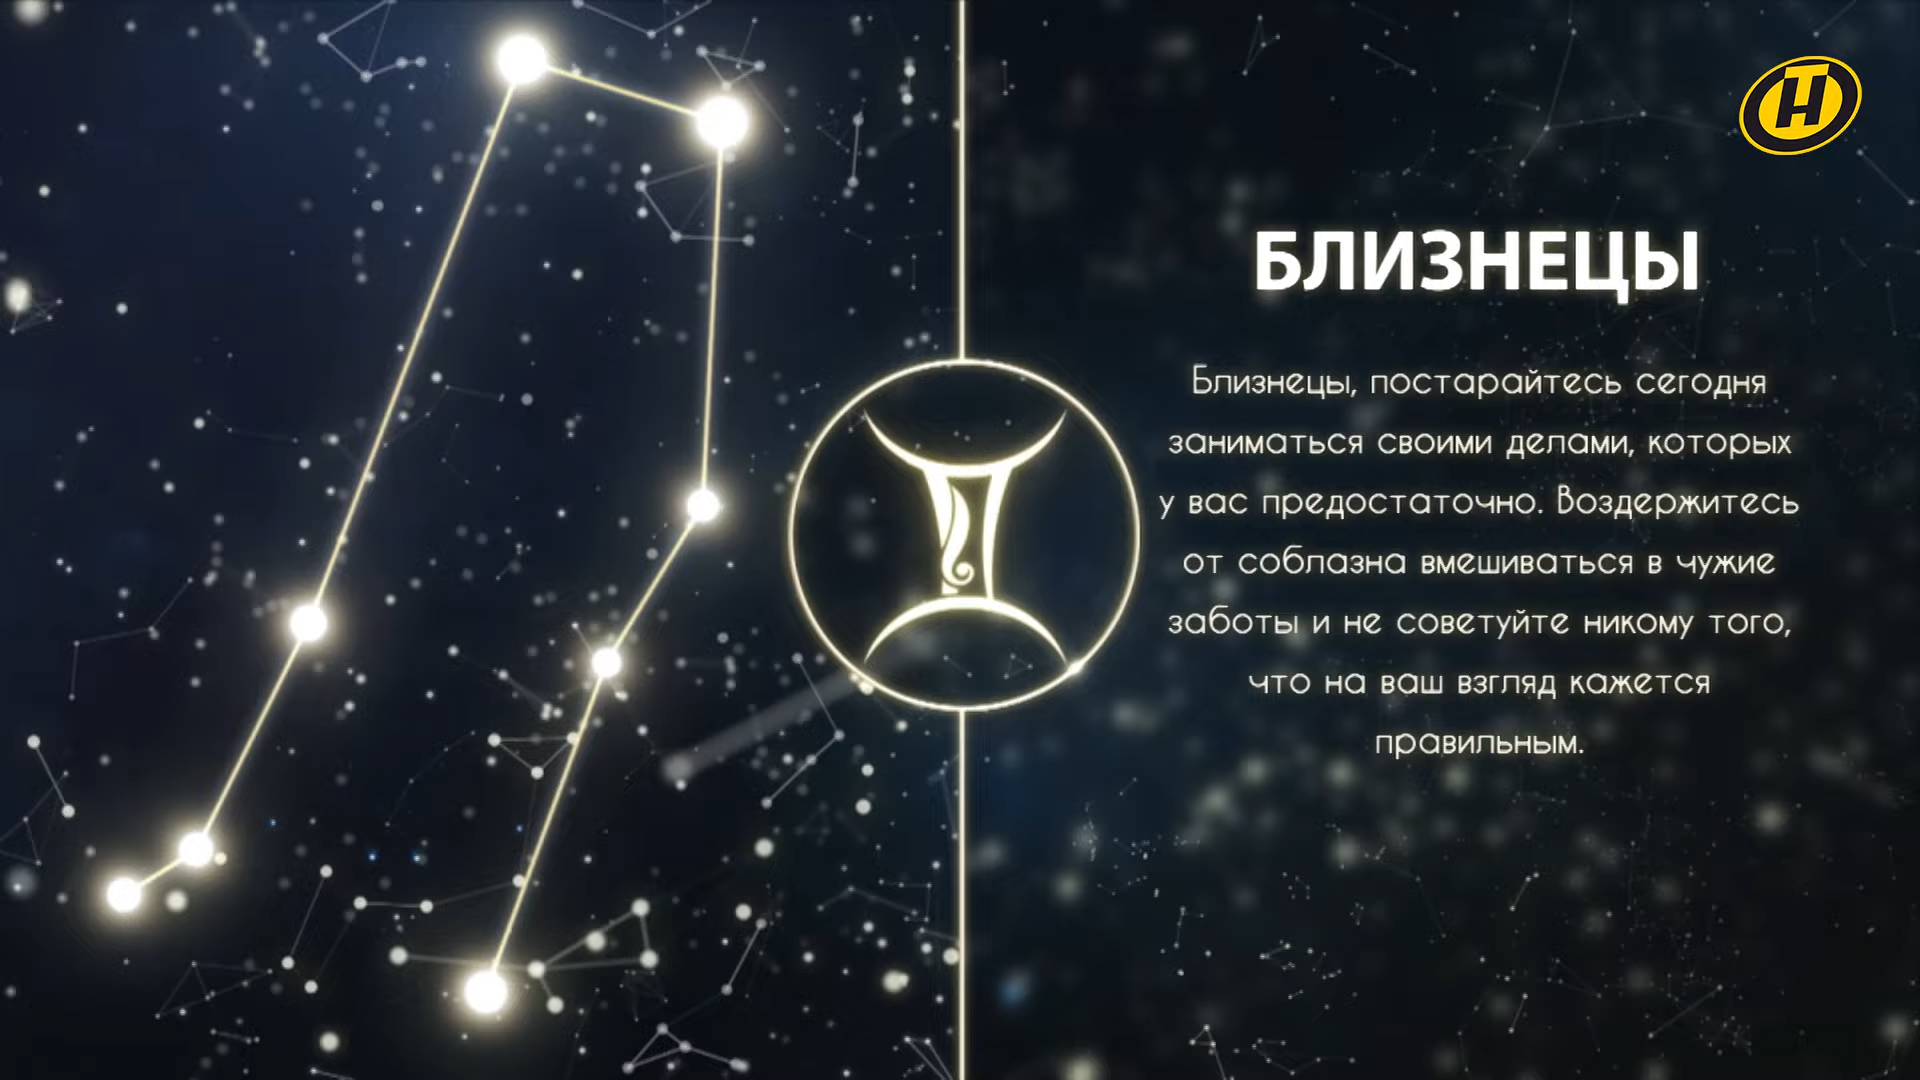 НТ
БЛИЗНЕЦЫ
Близнецы, постарайтесь сегодня
заниматься своими делами, которых
у вас предостаточно. Воздержитесь
от соблазна вмешиваться в чужие
заботы и не советуйте никому того,
что на ваш взгляд кажется
правильным.